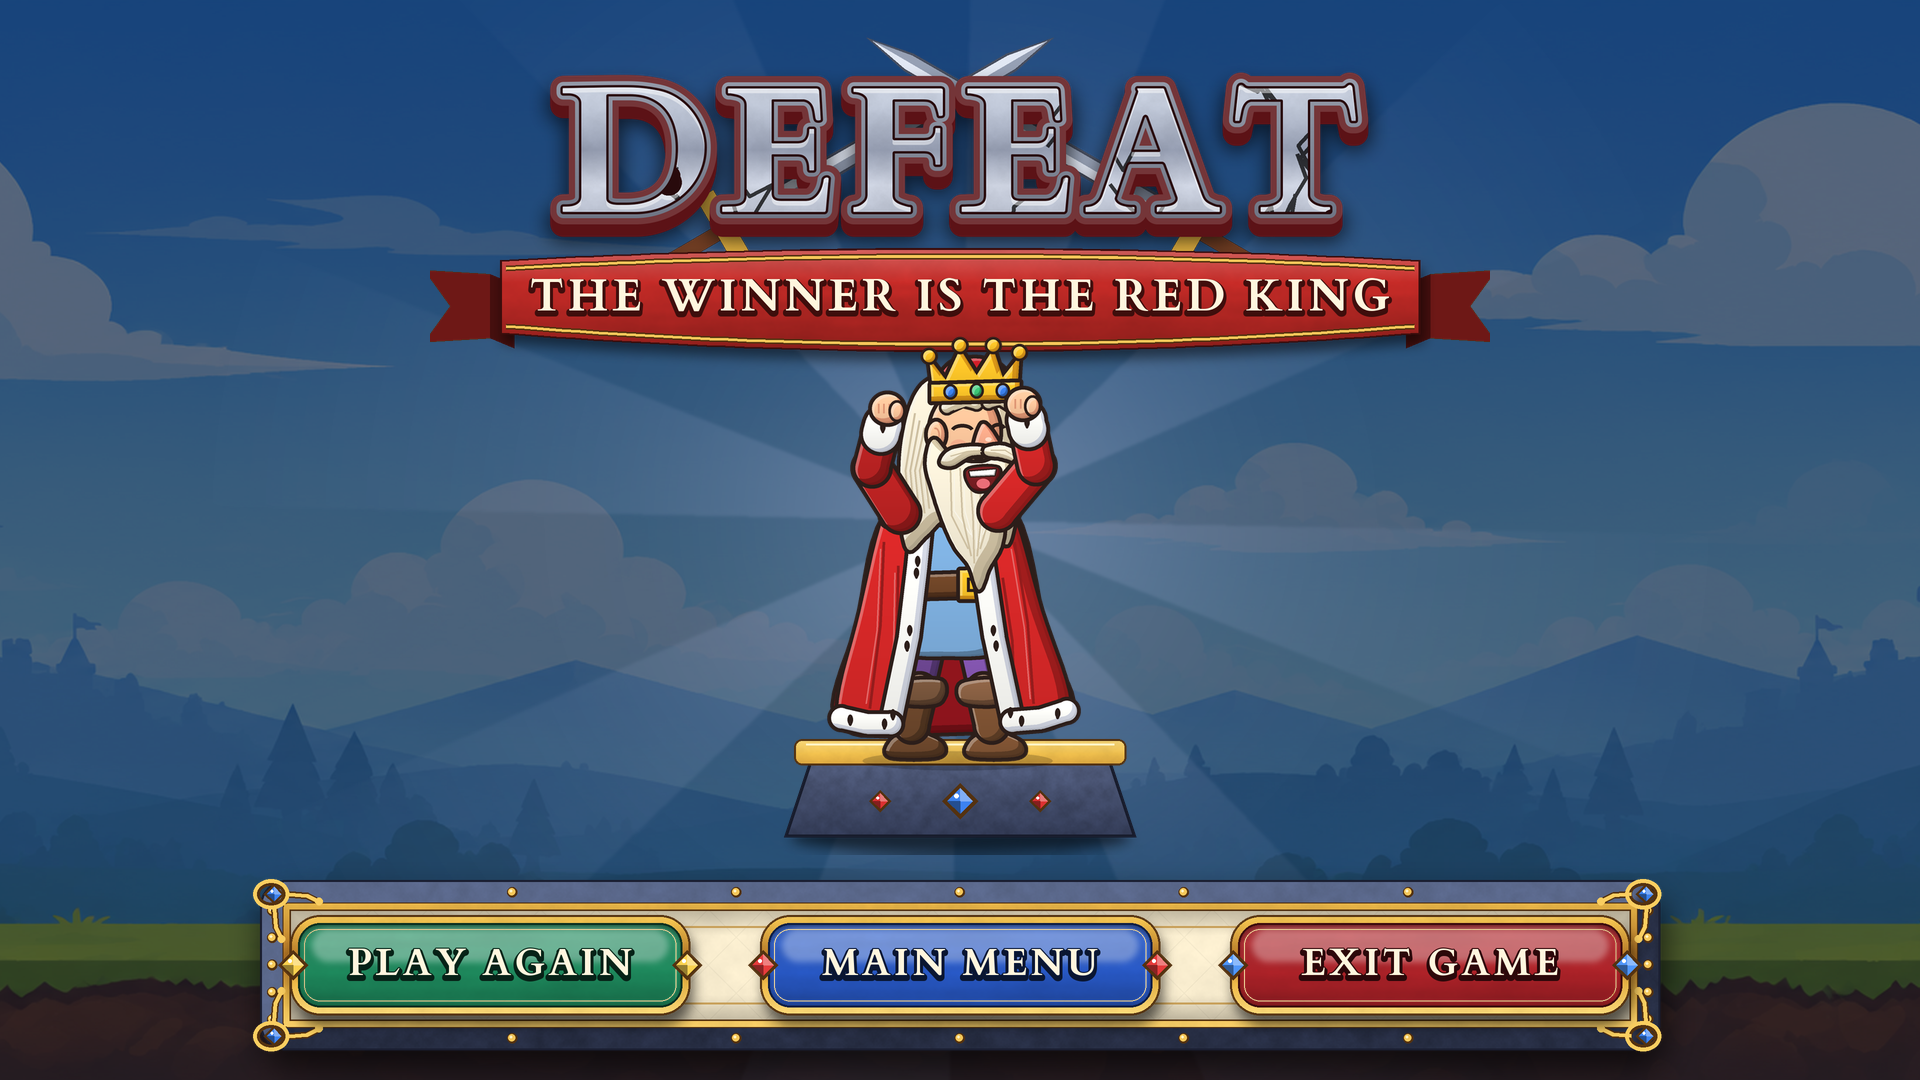 DEFEAT
THE WINNER IS THE RED KING
PLAY AGAIN
MAIN MENU
EXIT GAME